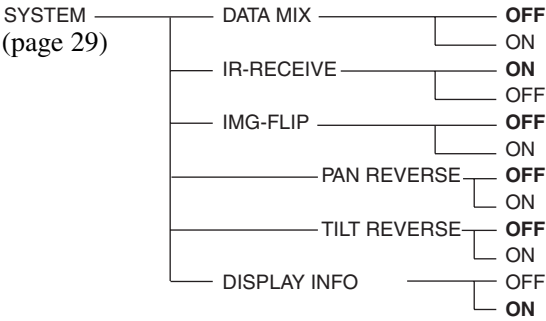 SYSTEM DATA MIX OFF
(page 29) ON
IR-RECEIVE ON
OFF
IMG-FLIP OFF
ON
PAN REVERSE OFF
ON
TILT REVERSE OFF
ON
DISPLAY INFO OFF
ON